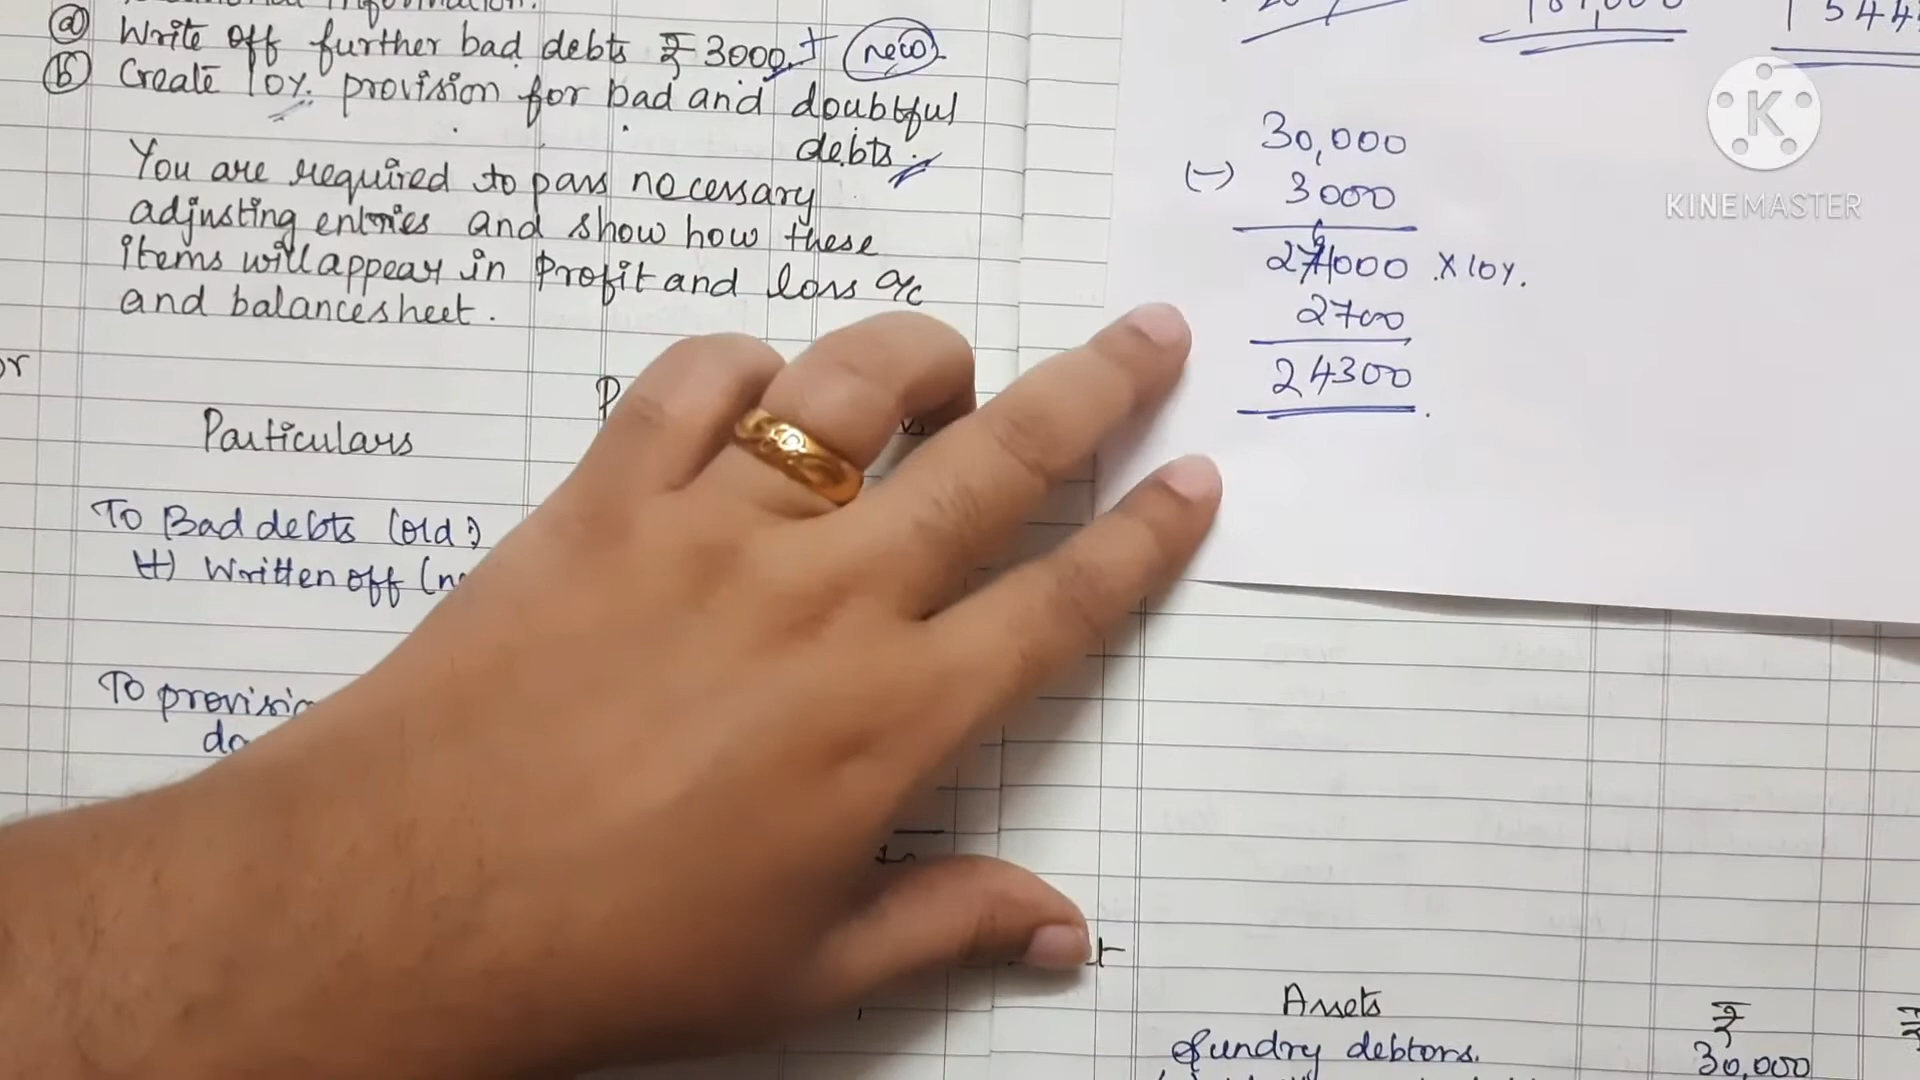 ⓐ Write off further bad debts ₹ 3000. + (new).
ⓑ Create 10%. provision for bad and doubtful
debts.
You are required to pass necessary
adjusting entries and show how these
items will appear in Profit and loss a/c
and balancesheet.
or
P
Particulars
To Bad debts (old)
(+) Written off
To
30,000
(-) 3000
27000 × 10%.
2700
24300
K
KINEMASTER
Assets ₹
Sundry debtors. 30,000